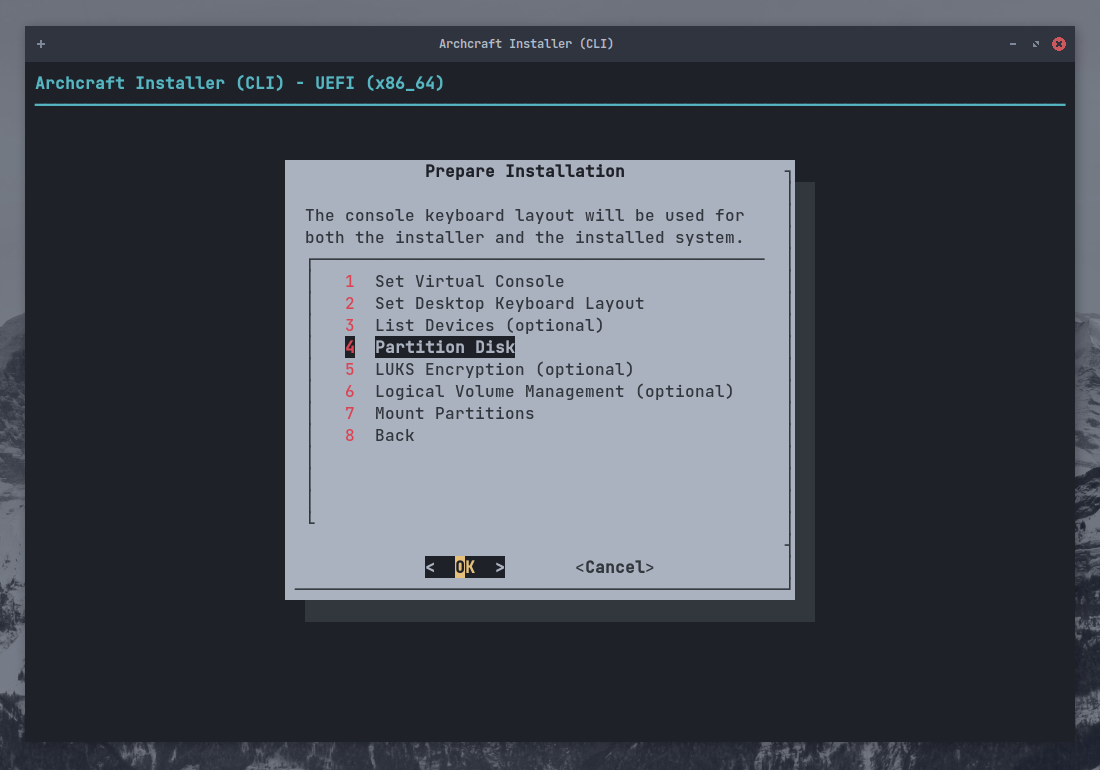 Archcraft Installer (CLI)
Archcraft Installer (CLI) - UEFI (x86_64)
Prepare Installation
The console keyboard layout will be used for
both the installer and the installed system.
1 Set Virtual Console
2 Set Desktop Keyboard Layout
3 List Devices (optional)
4 Partition Disk
5 LUKS Encryption (optional)
6 Logical Volume Management (optional)
7 Mount Partitions
8 Back
< OK > <Cancel>